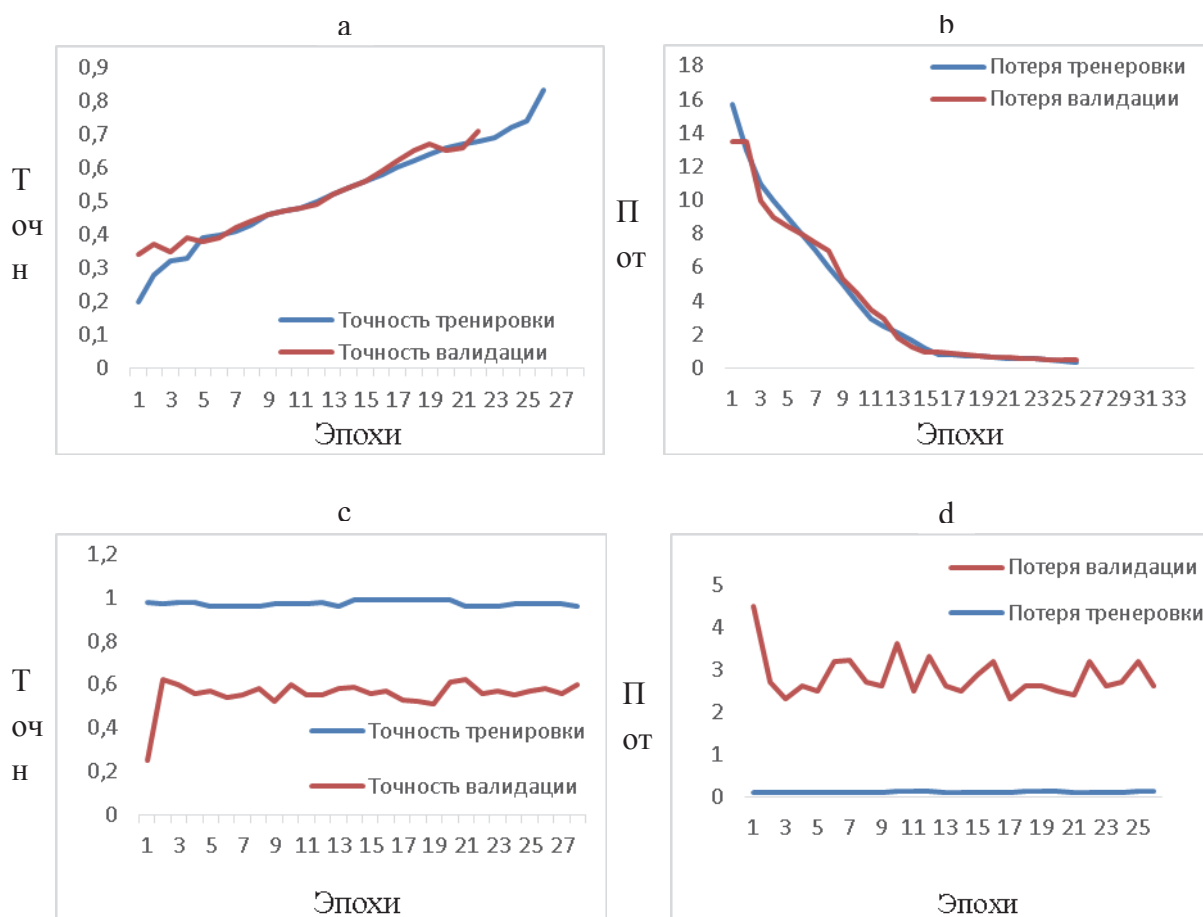 a
0,9
0,8
0,7
0,6
0,5
0,4
0,3
0,2
0,1
0
Т
очн
н
Точность тренировки
Точность валидации
1 3 5 7 9 11 13 15 17 19 21 23 25 27
Эпохи
b
18
16
14
12
10
8
6
4
2
0
П
от
Потеря тренеровки
Потеря валидации
1 3 5 7 9 11 13 15 17 19 21 23 25 27 29 31 33
Эпохи
c
1,2
1
0,8
0,6
0,4
0,2
0
Т
оч
н
Точность тренировки
Точность валидации
1 3 5 7 9 11 13 15 17 19 21 23 25 27
Эпохи
d
5
4
3
2
1
0
П
от
Потеря валидации
Потеря тренеровки
1 3 5 7 9 11 13 15 17 19 21 23 25
Эпохи